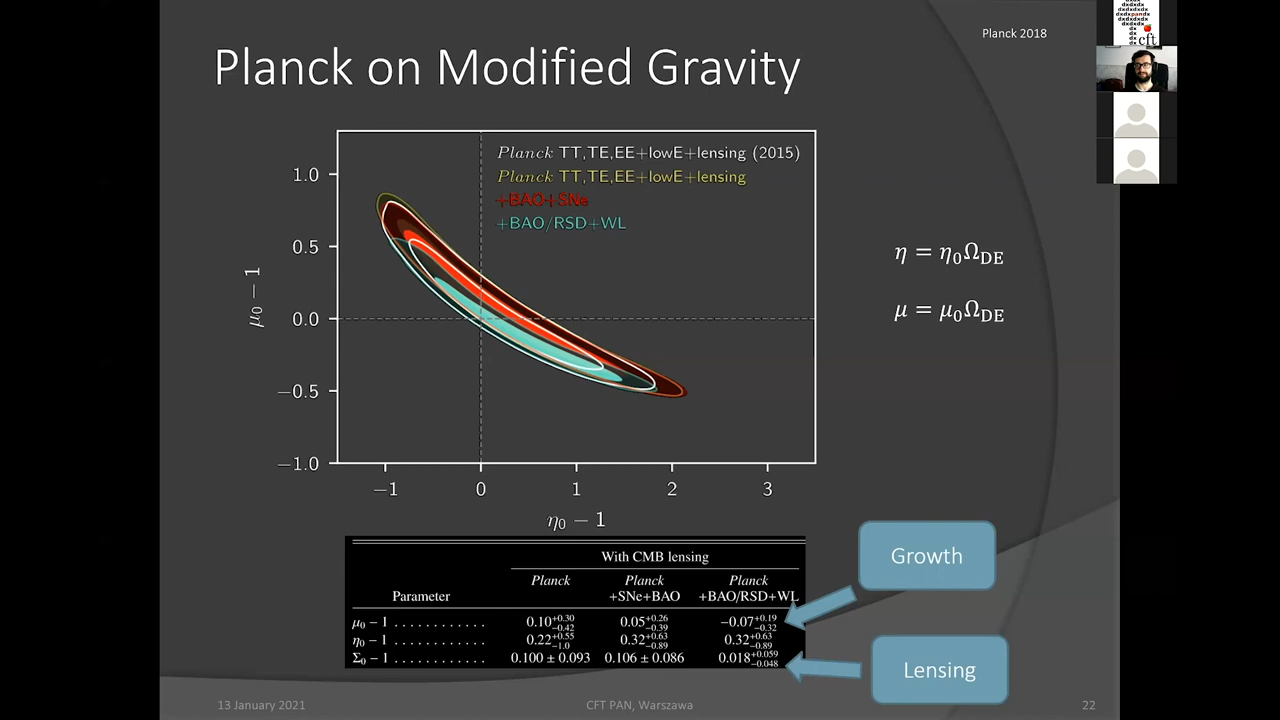 Planck 2018
Planck on Modified Gravity
Planck TT,TE,EE+lowE+lensing (2015)
Planck TT,TE,EE+lowE+lensing
+BAO+SNe
+BAO/RSD+WL
1.0
0.5
0.0
−0.5
−1.0
μ₀ − 1
−1 0 1 2 3
η₀ − 1
η = η₀Ω_DE
μ = μ₀Ω_DE
With CMB lensing
Planck Planck Planck
Parameter +SNe+BAO +BAO/RSD+WL
μ₀ − 1 . . . . . . . . . . . . 0.10^{+0.30}_{−0.42} 0.05^{+0.26}_{−0.39} −0.07^{+0.19}_{−0.32}
η₀ − 1 . . . . . . . . . . . . 0.22^{+0.55}_{−1.0} 0.32^{+0.63}_{−0.89} 0.32^{+0.63}_{−0.89}
Σ₀ − 1 . . . . . . . . . . . . 0.100 ± 0.093 0.106 ± 0.086 0.018^{+0.059}_{−0.048}
Growth
Lensing
13 January 2021
CFT PAN, Warszawa
22
cft